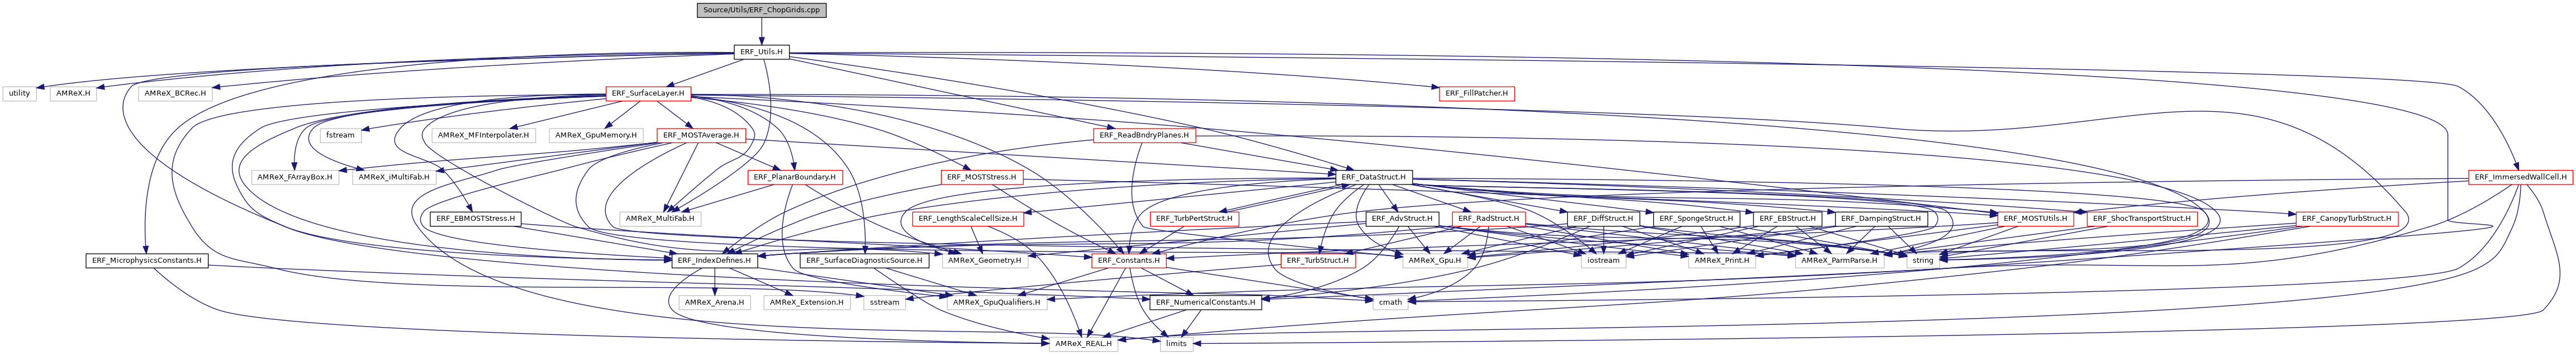 Source/Utils/ERF_ChopGrids.cpp
ERF_Utils.H
utility
AMReX.H
AMReX_BCRec.H
ERF_SurfaceLayer.H
ERF_FillPatcher.H
fstream
AMReX_MFInterpolater.H
AMReX_GpuMemory.H
ERF_MOSTAverage.H
ERF_ReadBndryPlanes.H
AMReX_FArrayBox.H
AMReX_iMultiFab.H
ERF_PlanarBoundary.H
ERF_MOSTStress.H
ERF_DataStruct.H
ERF_ImmersedWallCell.H
ERF_EBMOSTStress.H
AMReX_MultiFab.H
ERF_LengthScaleCellSize.H
ERF_TurbPertStruct.H
ERF_AdvStruct.H
ERF_RadStruct.H
ERF_DiffStruct.H
ERF_SpongeStruct.H
ERF_EBStruct.H
ERF_DampingStruct.H
ERF_MOSTUtils.H
ERF_ShocTransportStruct.H
ERF_CanopyTurbStruct.H
ERF_MicrophysicsConstants.H
ERF_IndexDefines.H
ERF_SurfaceDiagnosticSource.H
AMReX_Geometry.H
ERF_Constants.H
ERF_TurbStruct.H
AMReX_Gpu.H
iostream
AMReX_Print.H
AMReX_ParmParse.H
string
AMReX_Arena.H
AMReX_Extension.H
sstream
AMReX_GpuQualifiers.H
ERF_NumericalConstants.H
cmath
AMReX_REAL.H
limits